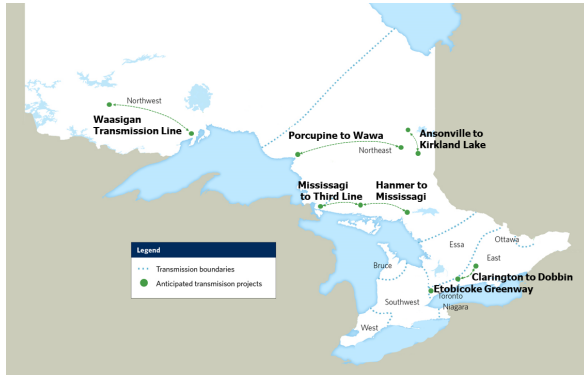 Northwest
Waasigan
Transmission Line
Porcupine to Wawa
Northeast
Ansonville to
Kirkland Lake
Mississagi
to Third Line
Hanmer to
Mississagi
Legend
Transmission boundaries
Anticipated transmison projects
Essa
Ottawa
East
Bruce
Clarington to Dobbin
Etobicoke Greenway
Toronto
Southwest
Niagara
West